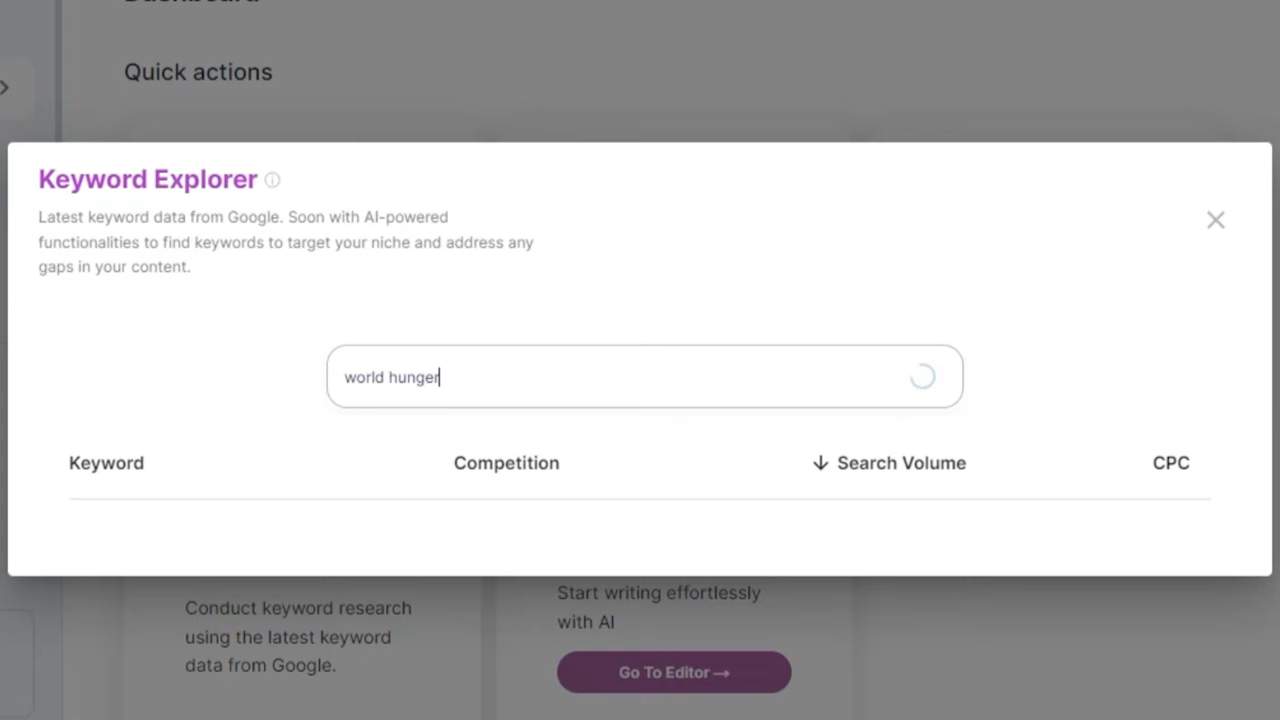 Dashboard
Quick actions
Keyword Explorer
Latest keyword data from Google. Soon with AI-powered
functionalities to find keywords to target your niche and address any
gaps in your content.
world hunger
Keyword Competition Search Volume CPC
Conduct keyword research
using the latest keyword
data from Google.
Start writing effortlessly
with AI
Go To Editor →